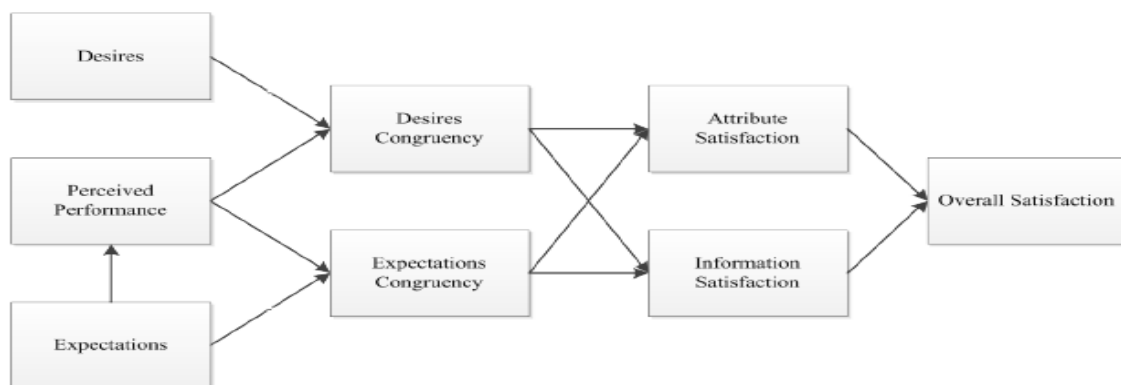 Desires
Desires
Congruency
Attribute
Satisfaction
Perceived
Performance
Overall Satisfaction
Expectations
Congruency
Information
Satisfaction
Expectations